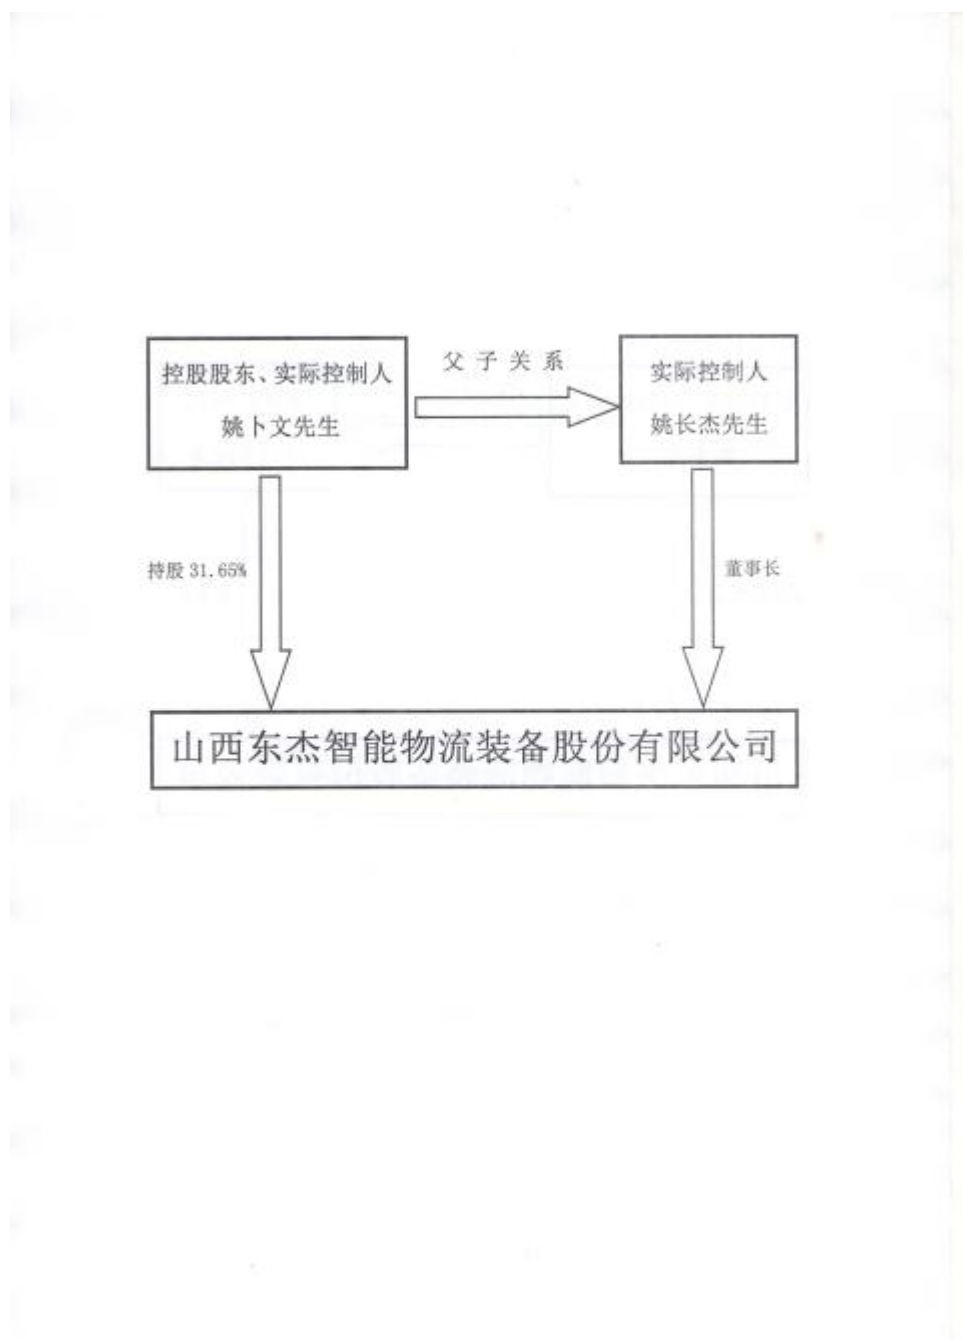 控股股东、实际控制人
姚卜文先生
父子关系
实际控制人
姚长杰先生
持股 31.65%
董事长
山西东杰智能物流装备股份有限公司